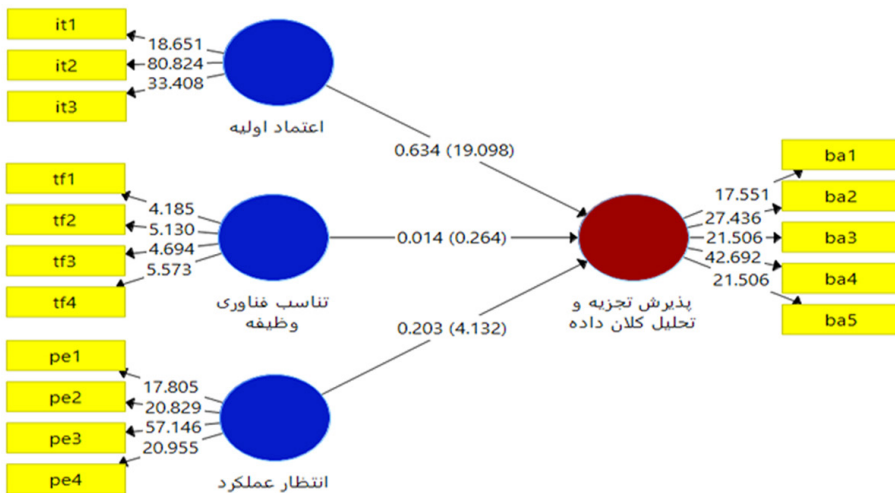 it1
it2
it3
18.651
80.824
33.408
اعتماد اولیه
0.634 (19.098)
tf1
tf2
tf3
tf4
4.185
5.130
4.694
5.573
تناسب فناوری
وظیفه
0.014 (0.264)
pe1
pe2
pe3
pe4
17.805
20.829
57.146
20.955
انتظار عملکرد
0.203 (4.132)
پذیرش تجزیه و
تحلیل کلان داده
17.551
27.436
21.506
42.692
21.506
ba1
ba2
ba3
ba4
ba5